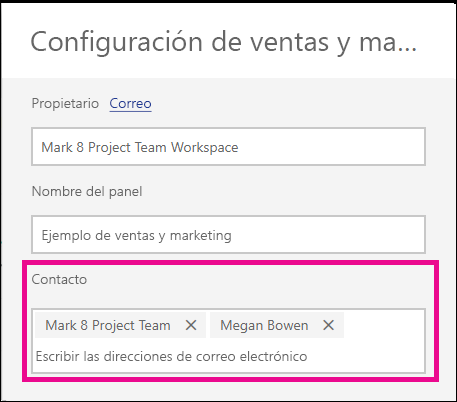 Configuración de ventas y ma...
Propietario Correo
Mark 8 Project Team Workspace
Nombre del panel
Ejemplo de ventas y marketing
Contacto
Mark 8 Project Team × Megan Bowen ×
Escribir las direcciones de correo electrónico